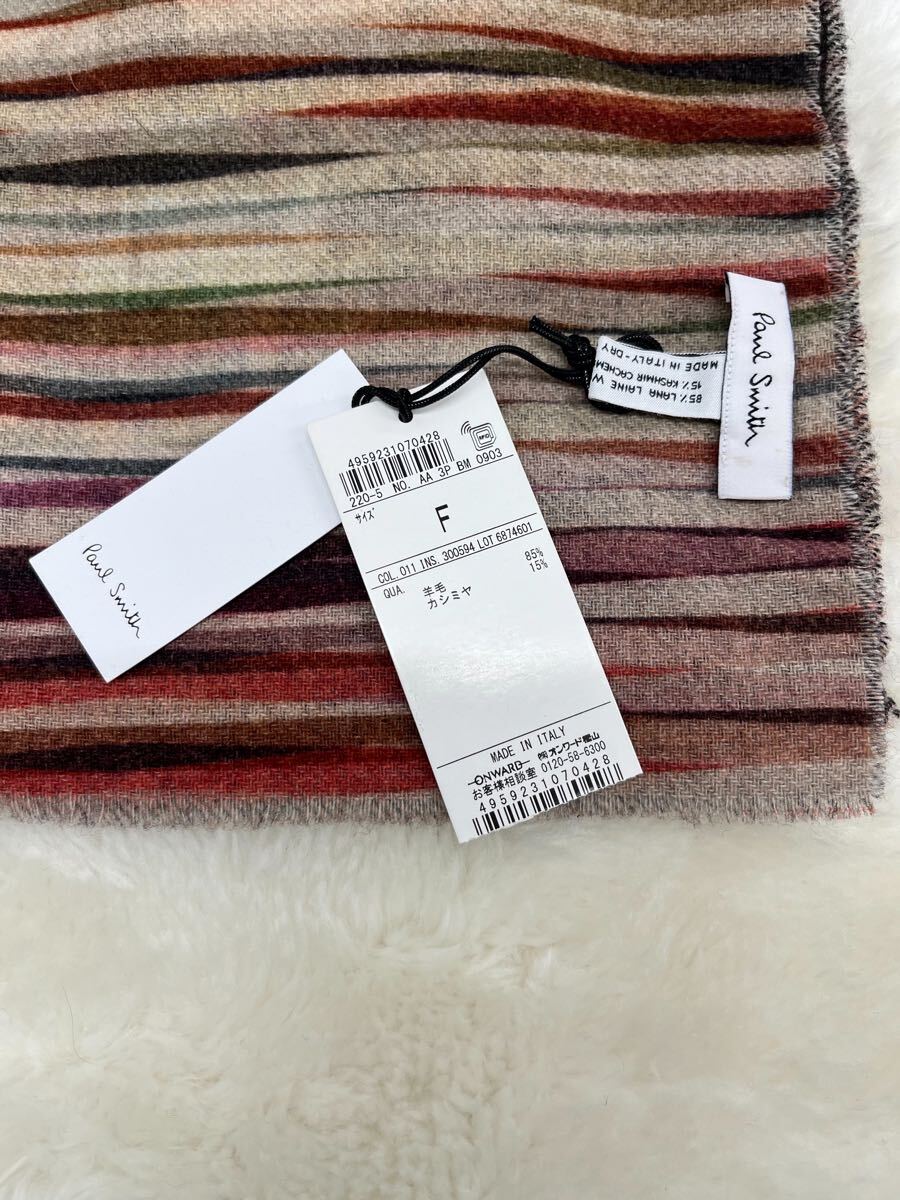 Paul Smith
4959231070428
RFID
220-5 NO. AA 3P BM 0903
サイズ
F
COL. 011 INS. 300594 LOT 6874601
QUA. 羊毛 85%
カシミヤ 15%
MADE IN ITALY
ONWARD ㈱オンワード樫山
お客様相談室 0120-58-6300
4959231070428
Paul Smith
85% LANA LAINE W
15% KASHMIR CACHEM
MADE IN ITALY-DRY